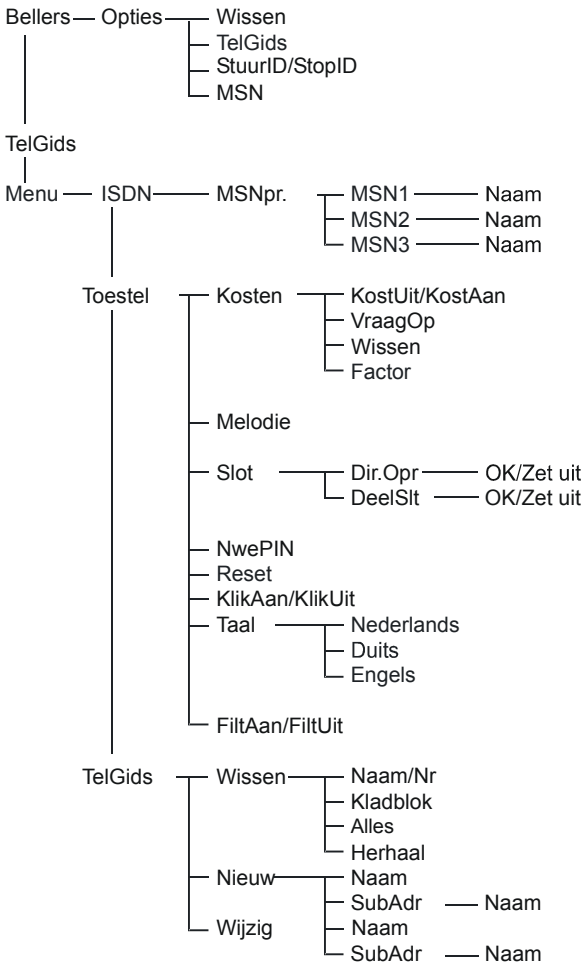 Bellers Opties Wissen
TelGids
StuurID/StopID
MSN
TelGids
Menu ISDN MSNpr. MSN1 Naam
MSN2 Naam
MSN3 Naam
Toestel Kosten KostUit/KostAan
VraagOp
Wissen
Factor
Melodie
Slot Dir.Opr OK/Zet uit
DeelSlt OK/Zet uit
NwePIN
Reset
KlikAan/KlikUit
Taal Nederlands
Duits
Engels
FiltAan/FiltUit
TelGids Wissen Naam/Nr
Kladblok
Alles
Herhaal
Nieuw Naam
SubAdr Naam
Wijzig Naam
SubAdr Naam